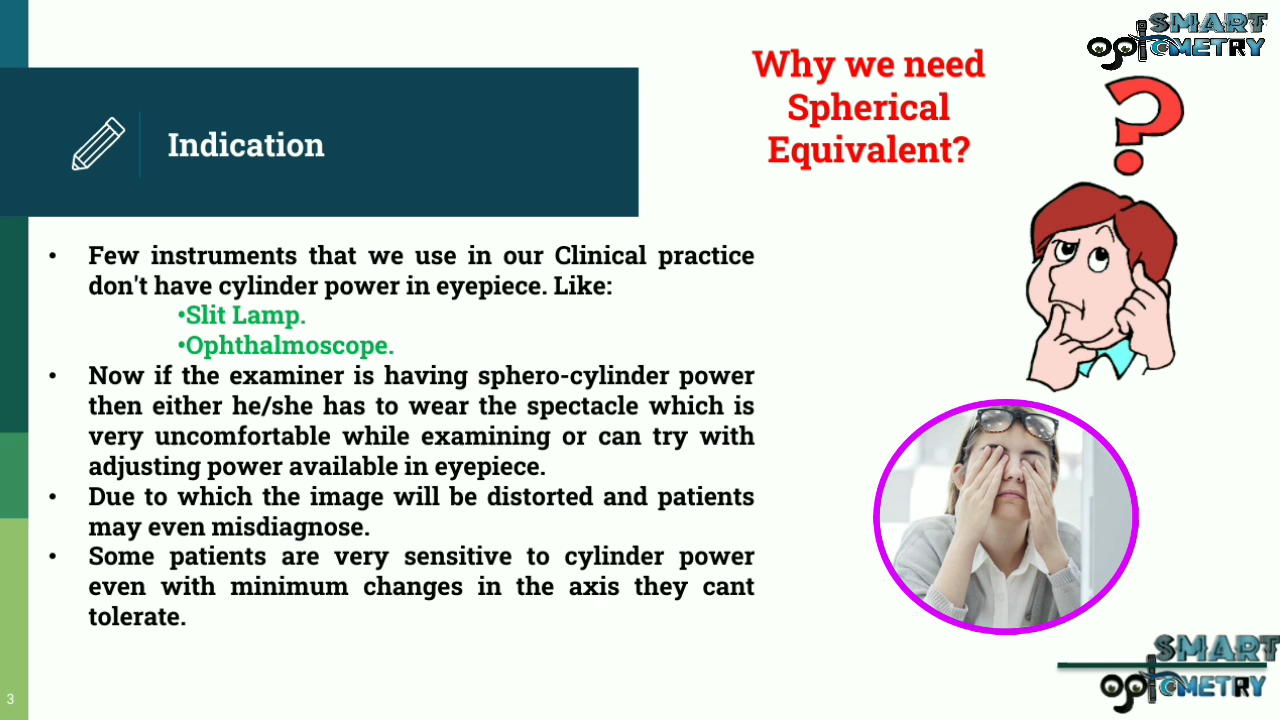 SMART
optOMETRY
Why we need
Spherical
Equivalent?
?
Indication
• Few instruments that we use in our Clinical practice
don't have cylinder power in eyepiece. Like:
•Slit Lamp.
•Ophthalmoscope.
• Now if the examiner is having sphero-cylinder power
then either he/she has to wear the spectacle which is
very uncomfortable while examining or can try with
adjusting power available in eyepiece.
• Due to which the image will be distorted and patients
may even misdiagnose.
• Some patients are very sensitive to cylinder power
even with minimum changes in the axis they cant
tolerate.
SMART
optOMETRY
3